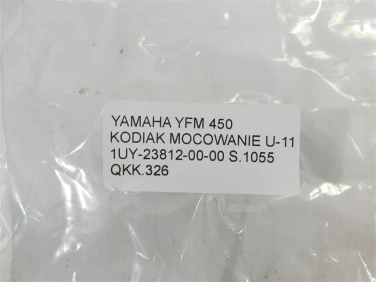 YAMAHA YFM 450
KODIAK MOCOWANIE U-11
1UY-23812-00-00 S.1055
QKK.326